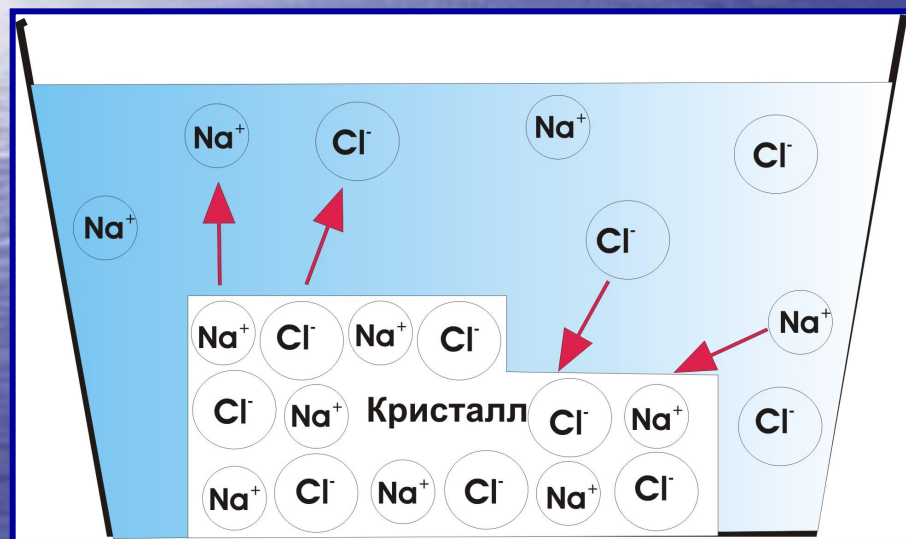 Na⁺ Cl⁻ Na⁺ Cl⁻
Na⁺ Cl⁻
Na⁺
Na⁺ Cl⁻ Na⁺ Cl⁻
Cl⁻ Na⁺ Кристалл Cl⁻ Na⁺ Cl⁻
Na⁺ Cl⁻ Na⁺ Cl⁻ Na⁺ Cl⁻